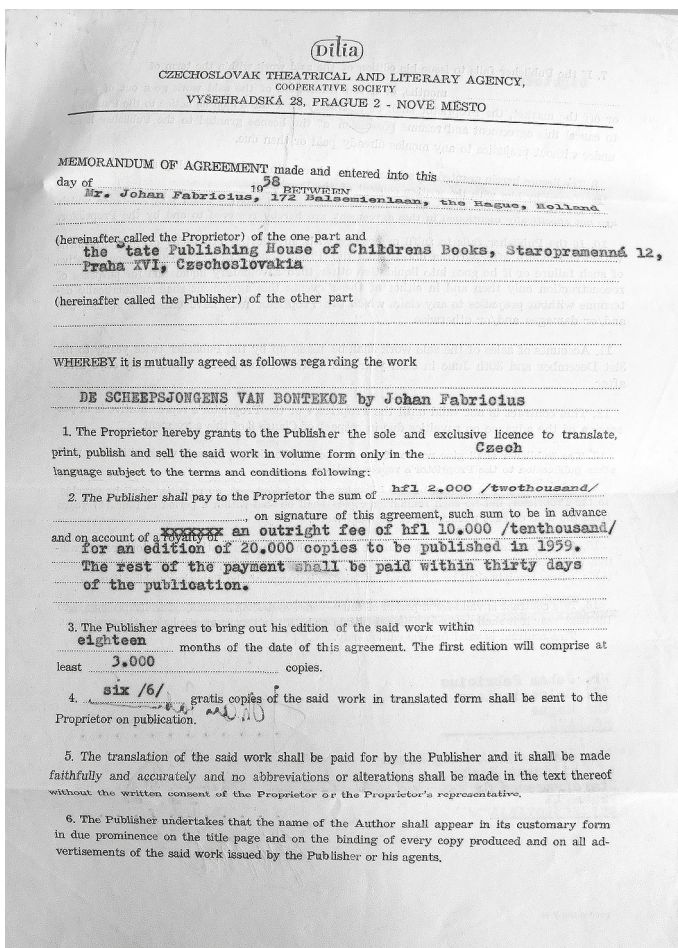 Dilia
CZECHOSLOVAK THEATRICAL AND LITERARY AGENCY,
COOPERATIVE SOCIETY
VYŠEHRADSKÁ 28, PRAGUE 2 - NOVE MĚSTO
MEMORANDUM OF AGREEMENT made and entered into this
day of 1958 BETWEEN
Mr. Johan Fabricius, 172 Balsemienlaan, the Hague, Holland
(hereinafter called the Proprietor) of the one part and
the tate Publishing House of Childrens Books, Staropramenná 12,
Praha XVI, Czechoslovakia
(hereinafter called the Publisher) of the other part
WHEREBY it is mutually agreed as follows regarding the work
DE SCHEEPSJONGENS VAN BONTEKOE by Johan Fabricius
1. The Proprietor hereby grants to the Publisher the sole and exclusive licence to translate,
print, publish and sell the said work in volume form only in the Czech
language subject to the terms and conditions following:
2. The Publisher shall pay to the Proprietor the sum of hfl 2.000 /twothousand/
, on signature of this agreement, such sum to be in advance
and on account of a royalty of xxxxxxx an outright fee of hfl 10.000 /tenthousand/
for an edition of 20.000 copies to be published in 1959.
The rest of the payment shall be paid within thirty days
of the publication.
3. The Publisher agrees to bring out his edition of the said work within
eighteen months of the date of this agreement. The first edition will comprise at
least 3.000 copies.
4. six /6/ gratis copies of the said work in translated form shall be sent to the
Proprietor on publication.
5. The translation of the said work shall be paid for by the Publisher and it shall be made
faithfully and accurately and no abbreviations or alterations shall be made in the text thereof
without the written consent of the Proprietor or the Proprietor's representative.
6. The Publisher undertakes that the name of the Author shall appear in its customary form
in due prominence on the title page and on the binding of every copy produced and on all ad-
vertisements of the said work issued by the Publisher or his agents.